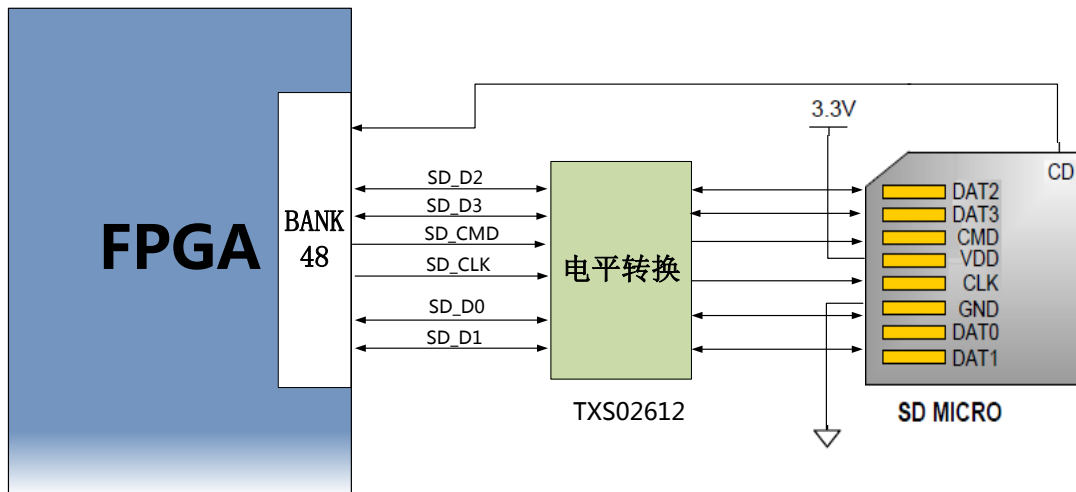 FPGA
BANK
48
SD_D2
SD_D3
SD_CMD
SD_CLK
SD_D0
SD_D1
电平转换
TXS02612
3.3V
CD
DAT2
DAT3
CMD
VDD
CLK
GND
DAT0
DAT1
SD MICRO